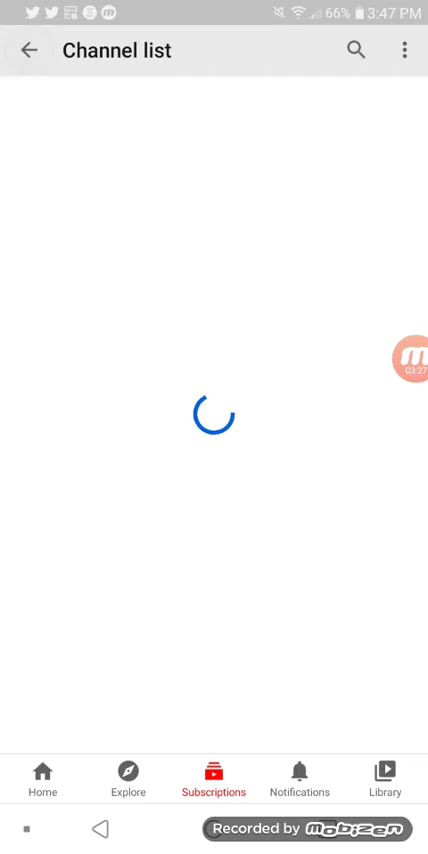 66% 3:47 PM
Channel list
m
03:27
Home Explore Subscriptions Notifications Library
Recorded by mobizen